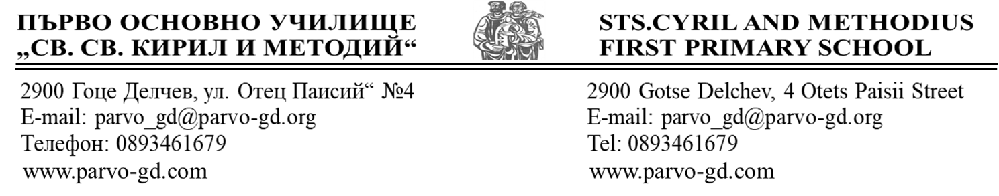 ПЪРВО ОСНОВНО УЧИЛИЩЕ
„СВ. СВ. КИРИЛ И МЕТОДИЙ“
STS.CYRIL AND METHODIUS
FIRST PRIMARY SCHOOL
2900 Гоце Делчев, ул. Отец Паисий“ №4
E-mail: parvo_gd@parvo-gd.org
Телефон: 0893461679
www.parvo-gd.com
2900 Gotse Delchev, 4 Otets Paisii Street
E-mail: parvo_gd@parvo-gd.org
Tel: 0893461679
www.parvo-gd.com